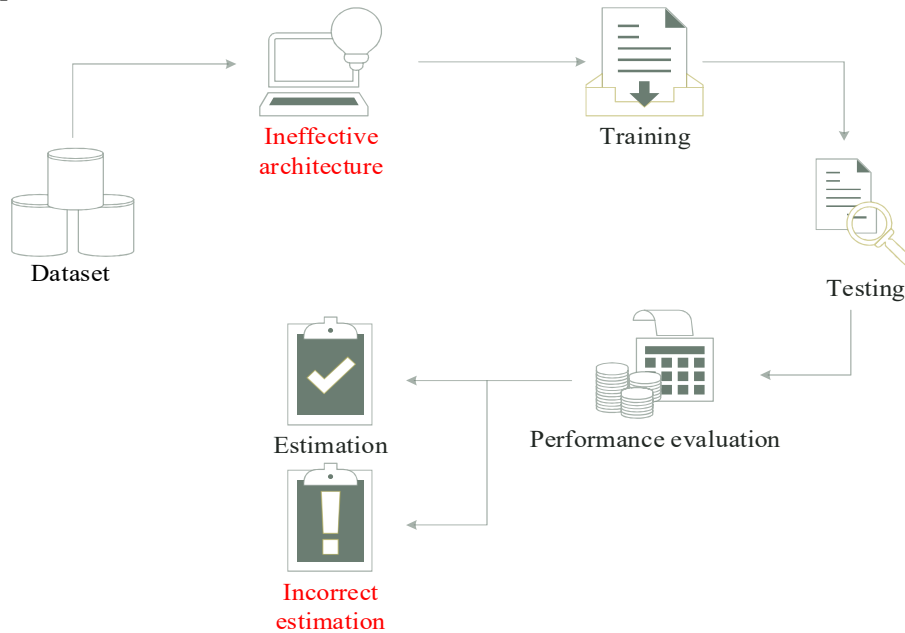 Ineffective
architecture
Training
Dataset
Testing
Estimation
Performance evaluation
Incorrect
estimation